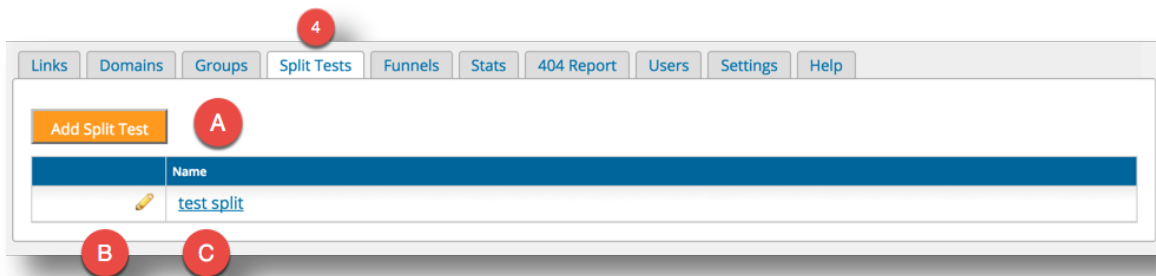 4
Links Domains Groups Split Tests Funnels Stats 404 Report Users Settings Help
Add Split Test A
Name
test split
B C